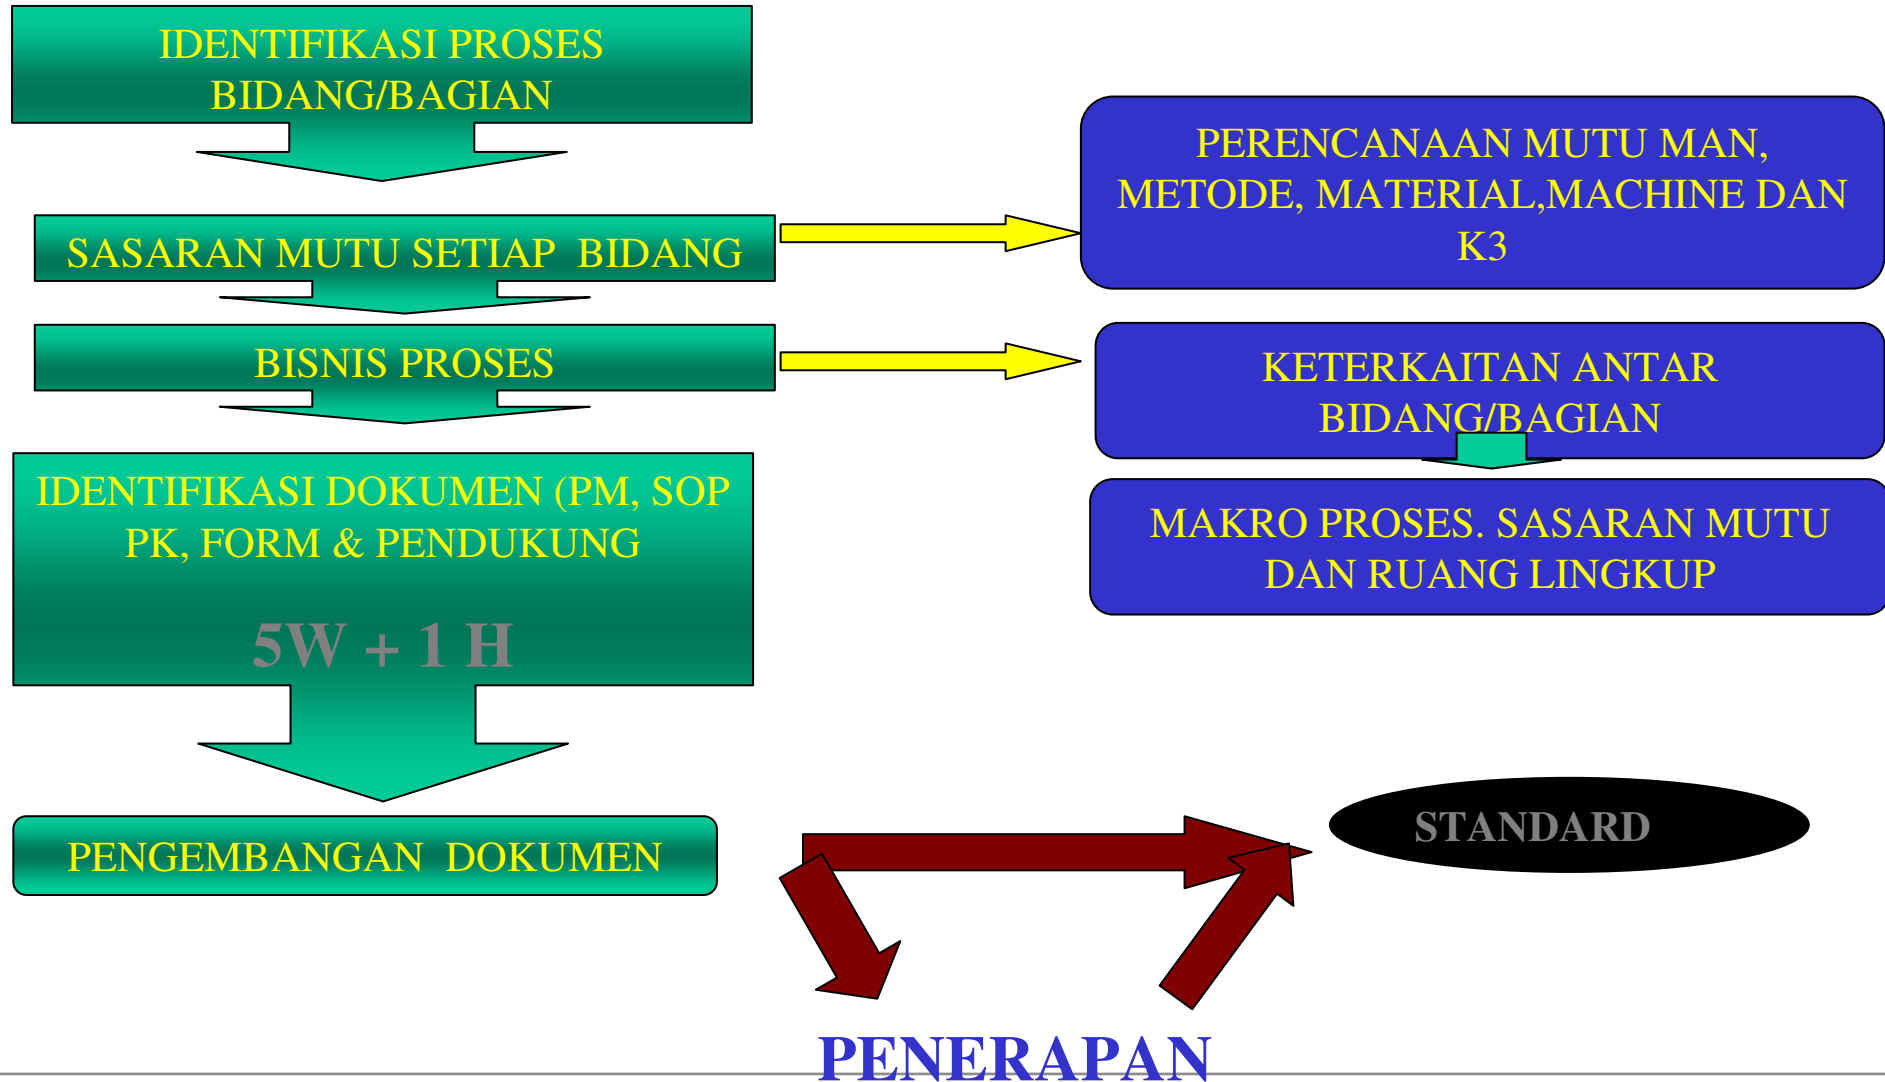 IDENTIFIKASI PROSES
BIDANG/BAGIAN
SASARAN MUTU SETIAP BIDANG
BISNIS PROSES
IDENTIFIKASI DOKUMEN (PM, SOP
PK, FORM & PENDUKUNG
5W + 1 H
PENGEMBANGAN DOKUMEN
PERENCANAAN MUTU MAN,
METODE, MATERIAL,MACHINE DAN
K3
KETERKAITAN ANTAR
BIDANG/BAGIAN
MAKRO PROSES. SASARAN MUTU
DAN RUANG LINGKUP
STANDARD
PENERAPAN